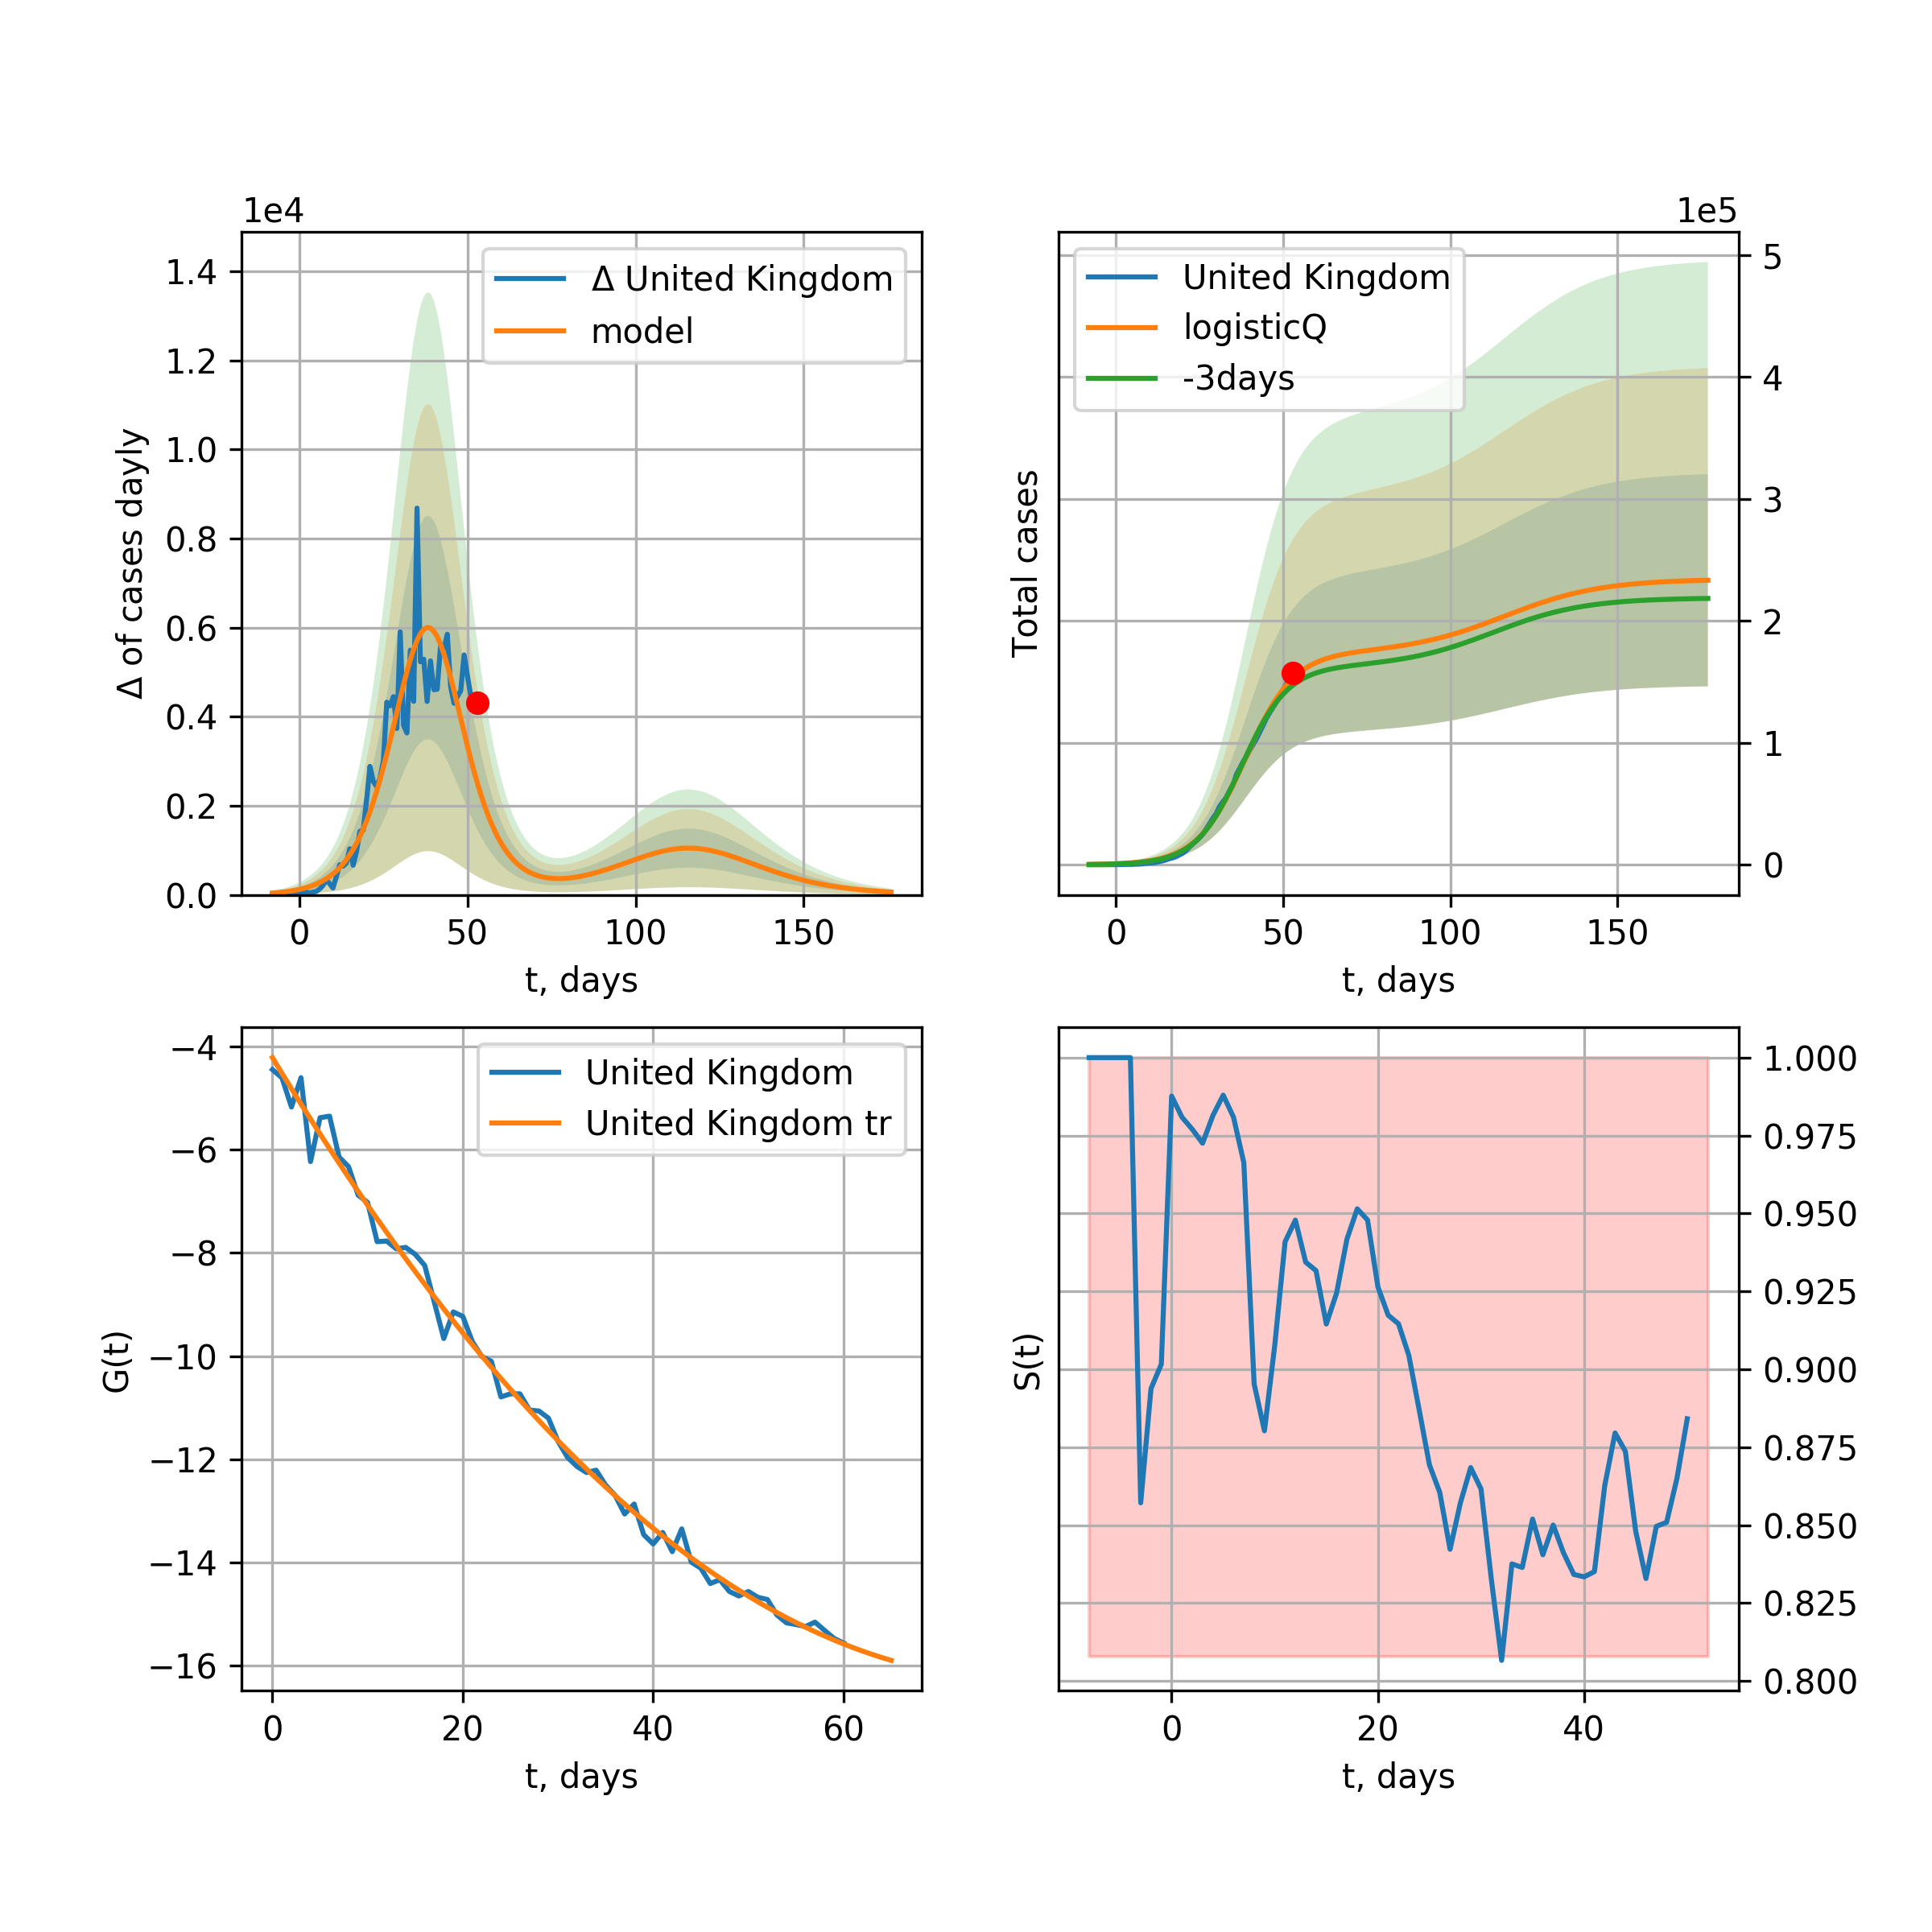 1e4
1.4
1.2
1.0
0.8
0.6
0.4
0.2
0.0
Δ of cases dayly
Δ United Kingdom
model
0 50 100 150
t, days
1e5
5
4
3
2
1
0
Total cases
United Kingdom
logisticQ
-3days
0 50 100 150
t, days
−4
−6
−8
−10
−12
−14
−16
G(t)
United Kingdom
United Kingdom tr
0 20 40 60
t, days
1.000
0.975
0.950
0.925
0.900
0.875
0.850
0.825
0.800
S(t)
0 20 40
t, days